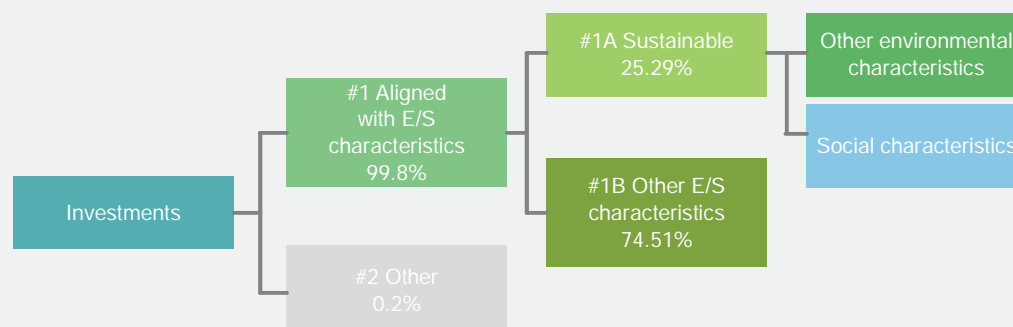 Investments
#1 Aligned
with E/S
characteristics
99.8%
#2 Other
0.2%
#1A Sustainable
25.29%
#1B Other E/S
characteristics
74.51%
Other environmental
characteristics
Social characteristics